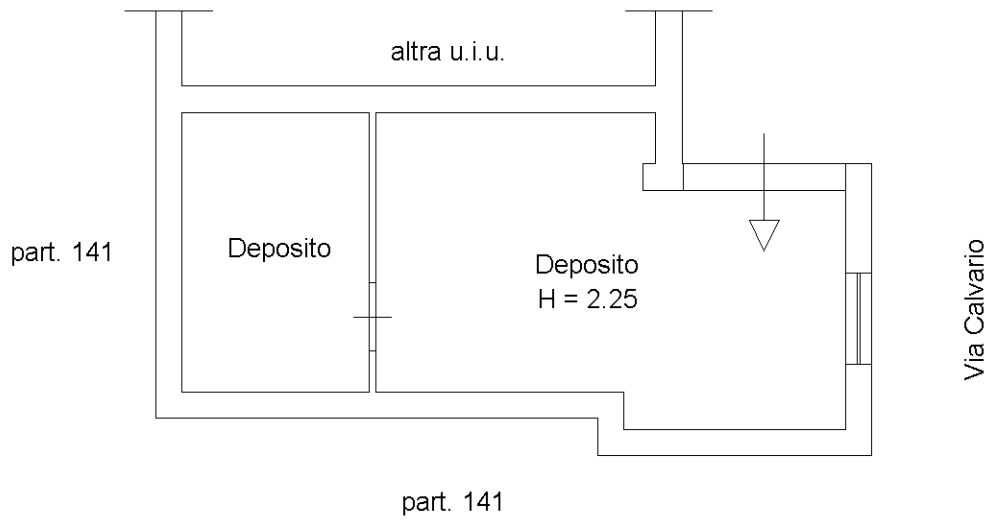 altra u.i.u.
part. 141
Deposito
Deposito
H = 2.25
Via Calvario
part. 141